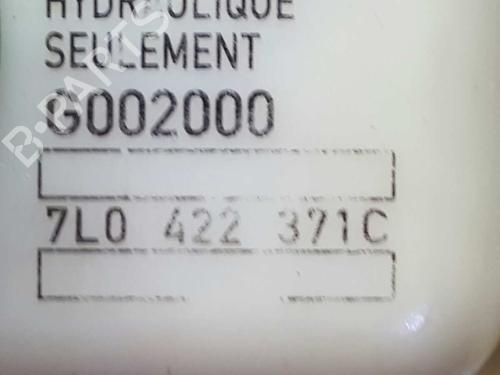 HYDRAULIQUE
SEULEMENT
G002000
7L0 422 371C
B-PARTS